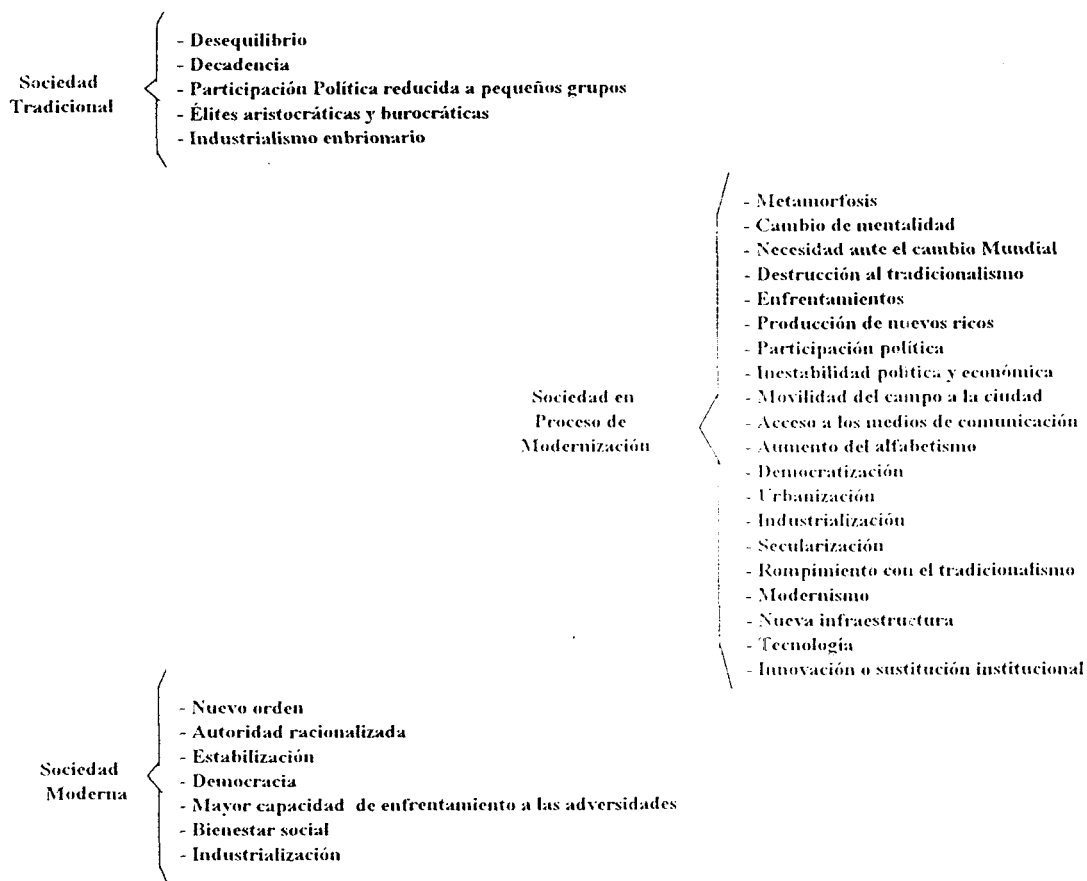 Sociedad
Tradicional
- Desequilibrio
- Decadencia
- Participación Política reducida a pequeños grupos
- Élites aristocráticas y burocráticas
- Industrialismo enbrionario
Sociedad en
Proceso de
Modernización
- Metamorfosis
- Cambio de mentalidad
- Necesidad ante el cambio Mundial
- Destrucción al tradicionalismo
- Enfrentamientos
- Producción de nuevos ricos
- Participación política
- Inestabilidad política y económica
- Movilidad del campo a la ciudad
- Acceso a los medios de comunicación
- Aumento del alfabetismo
- Democratización
- Urbanización
- Industrialización
- Secularización
- Rompimiento con el tradicionalismo
- Modernismo
- Nueva infraestructura
- Tecnología
- Innovación o sustitución institucional
Sociedad
Moderna
- Nuevo orden
- Autoridad racionalizada
- Estabilización
- Democracia
- Mayor capacidad de enfrentamiento a las adversidades
- Bienestar social
- Industrialización